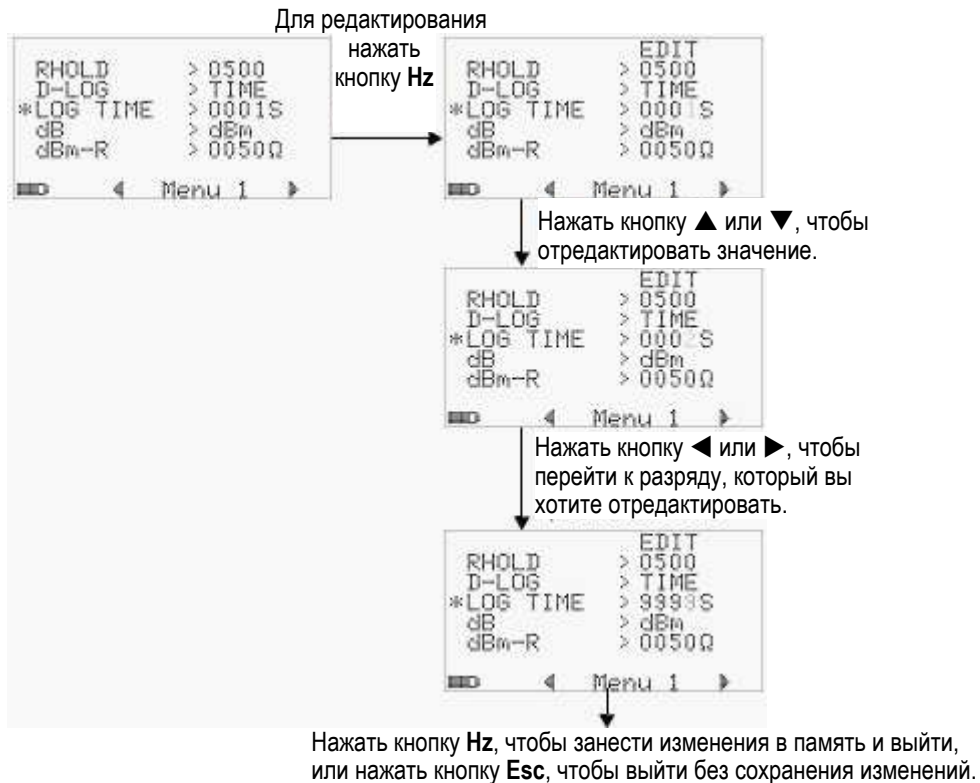 Для редактирования
нажать
кнопку Hz
RHOLD > 0500
D-LOG > TIME
*LOG TIME > 0001S
dB > dBm
dBm-R > 0050Ω
◀ Menu 1 ▶
EDIT
RHOLD > 0500
D-LOG > TIME
*LOG TIME > 0001S
dB > dBm
dBm-R > 0050Ω
◀ Menu 1 ▶
Нажать кнопку ▲ или ▼, чтобы
отредактировать значение.
EDIT
RHOLD > 0500
D-LOG > TIME
*LOG TIME > 0002S
dB > dBm
dBm-R > 0050Ω
◀ Menu 1 ▶
Нажать кнопку ◀ или ▶, чтобы
перейти к разряду, который вы
хотите отредактировать.
EDIT
RHOLD > 0500
D-LOG > TIME
*LOG TIME > 9999S
dB > dBm
dBm-R > 0050Ω
◀ Menu 1 ▶
Нажать кнопку Hz, чтобы занести изменения в память и выйти,
или нажать кнопку Esc, чтобы выйти без сохранения изменений.